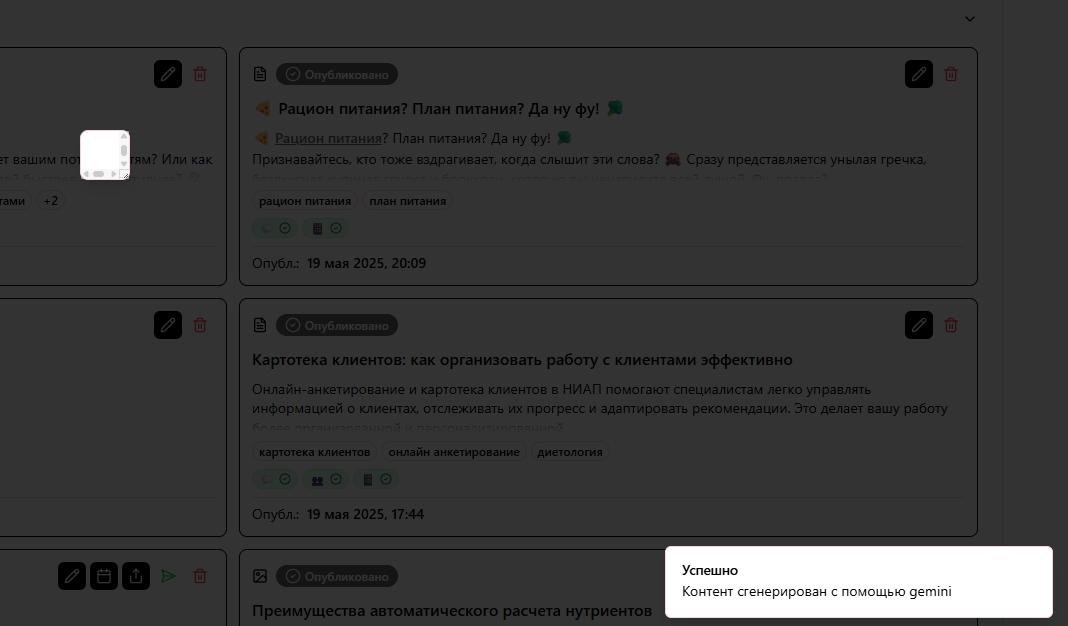 Опубликовано
🍕 Рацион питания? План питания? Да ну фу! 🥦
ет вашим по
тям? Или как
🍕 Рацион питания? План питания? Да ну фу! 🥦
Признавайтесь, кто тоже вздрагивает, когда слышит эти слова? 🙈 Сразу представляется унылая гречка,
тами
+2
рацион питания
план питания
Опубл.: 19 мая 2025, 20:09
Опубликовано
Картотека клиентов: как организовать работу с клиентами эффективно
Онлайн-анкетирование и картотека клиентов в НИАП помогают специалистам легко управлять
информацией о клиентах, отслеживать их прогресс и адаптировать рекомендации. Это делает вашу работу
более организованной и персонализированной.
картотека клиентов
онлайн анкетирование
диетология
Опубл.: 19 мая 2025, 17:44
Опубликовано
Преимущества автоматического расчета нутриентов
Успешно
Контент сгенерирован с помощью gemini